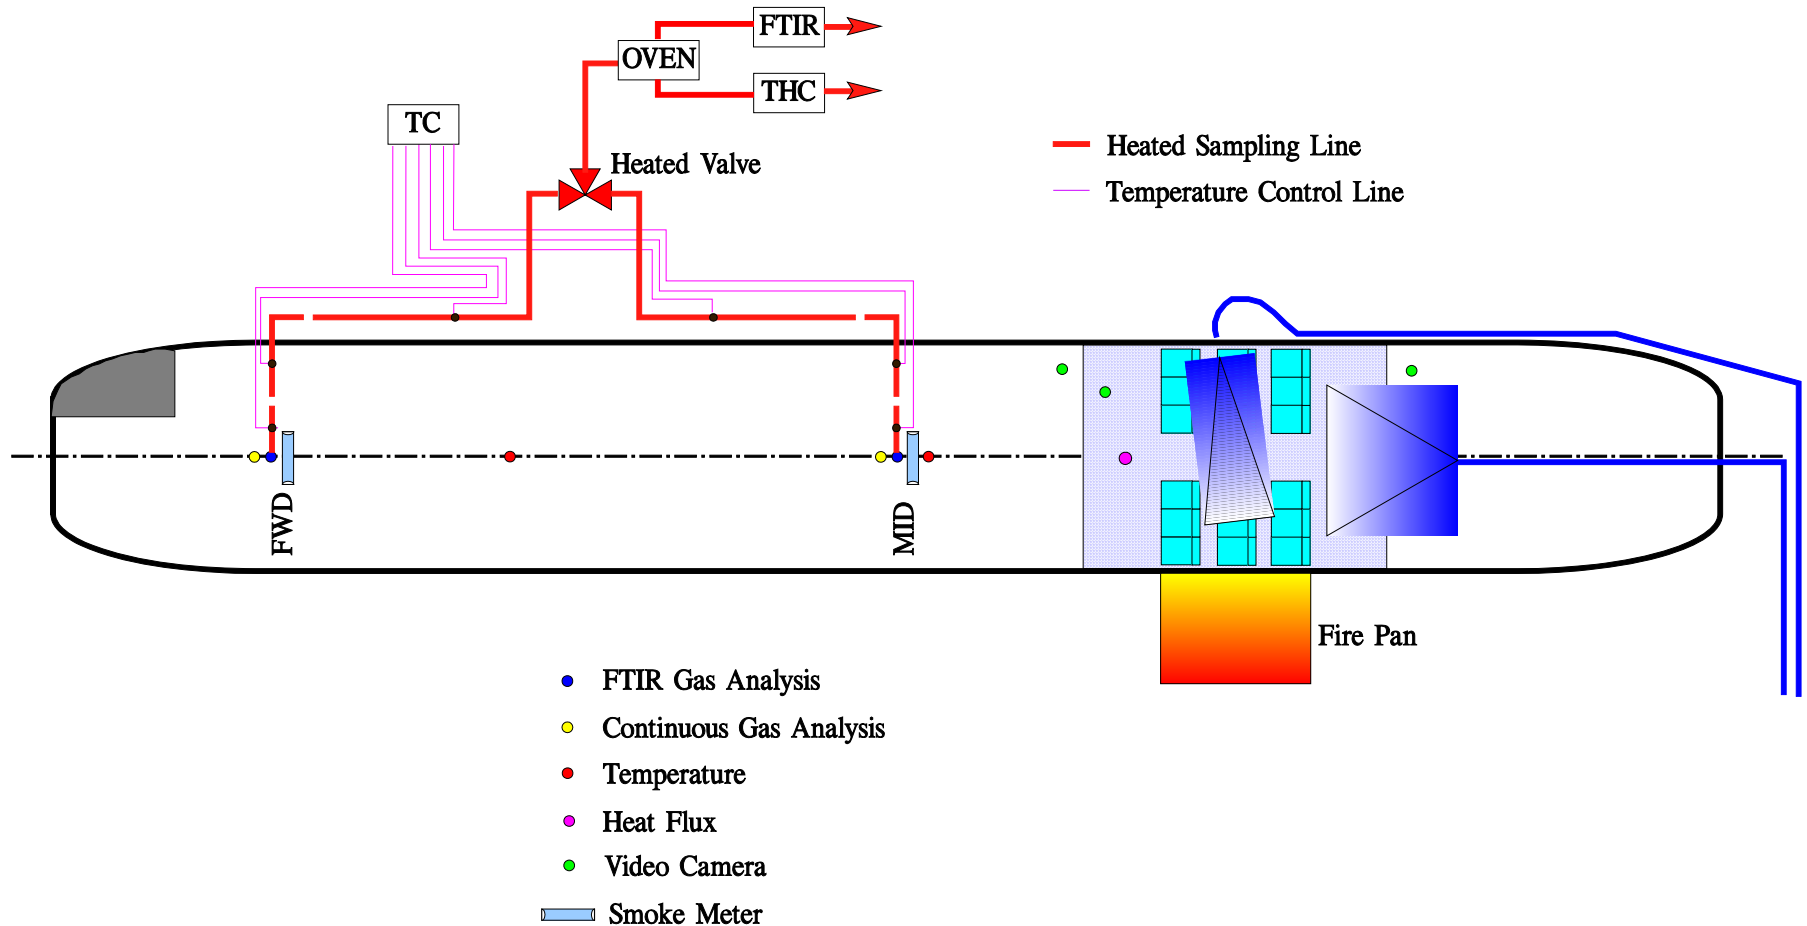 FTIR
OVEN
THC
TC
Heated Valve
Heated Sampling Line
Temperature Control Line
FWD
MID
Fire Pan
FTIR Gas Analysis
Continuous Gas Analysis
Temperature
Heat Flux
Video Camera
Smoke Meter